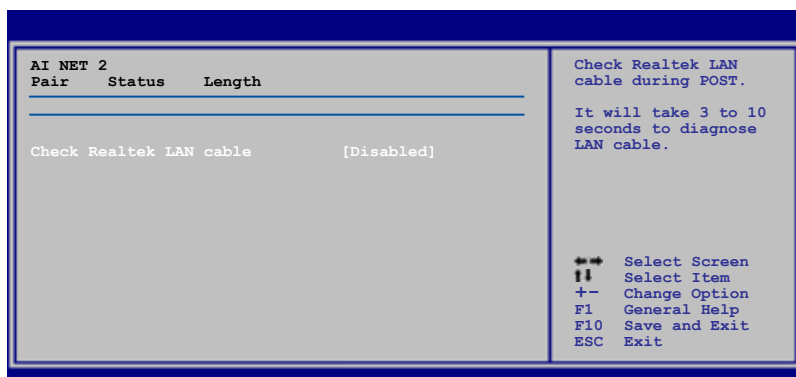 AI NET 2
Pair Status Length
Check Realtek LAN cable [Disabled]
Check Realtek LAN
cable during POST.
It will take 3 to 10
seconds to diagnose
LAN cable.
Select Screen
Select Item
+- Change Option
F1 General Help
F10 Save and Exit
ESC Exit